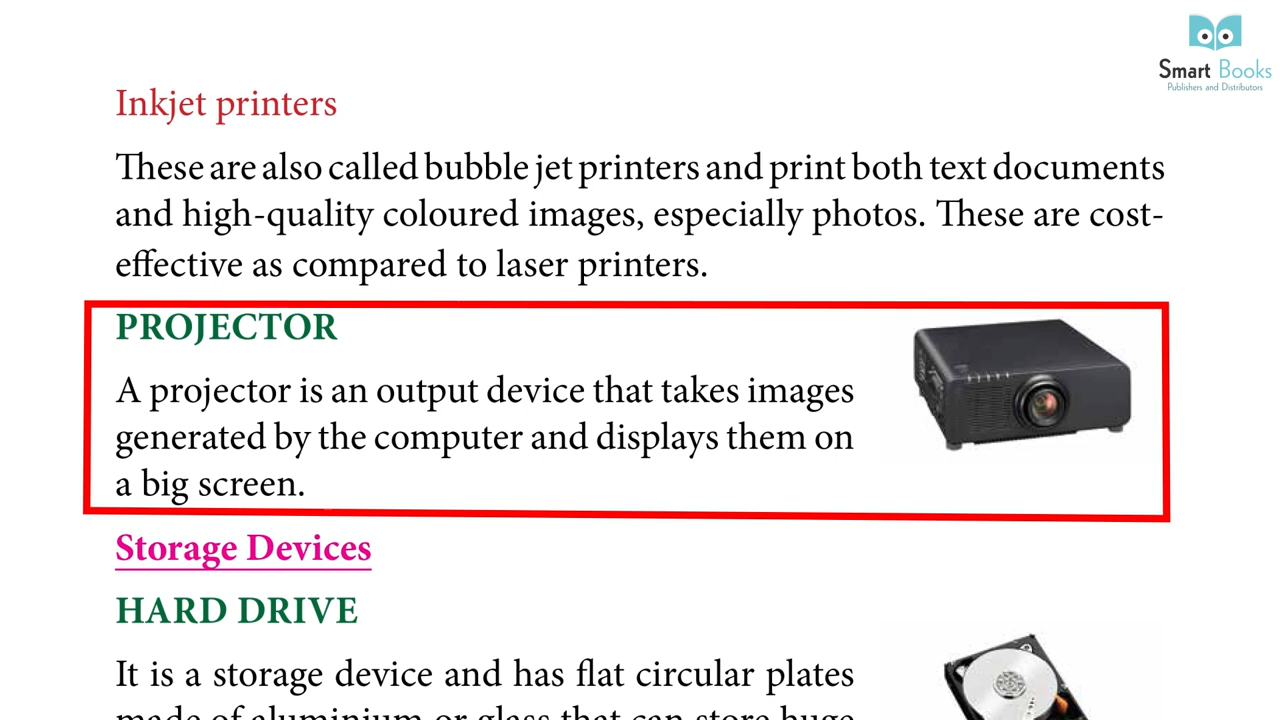 Smart Books
Publishers and Distributors
Inkjet printers
These are also called bubble jet printers and print both text documents
and high-quality coloured images, especially photos. These are cost-
effective as compared to laser printers.
PROJECTOR
A projector is an output device that takes images
generated by the computer and displays them on
a big screen.
Storage Devices
HARD DRIVE
It is a storage device and has flat circular plates
made of aluminium or glass that can store huge